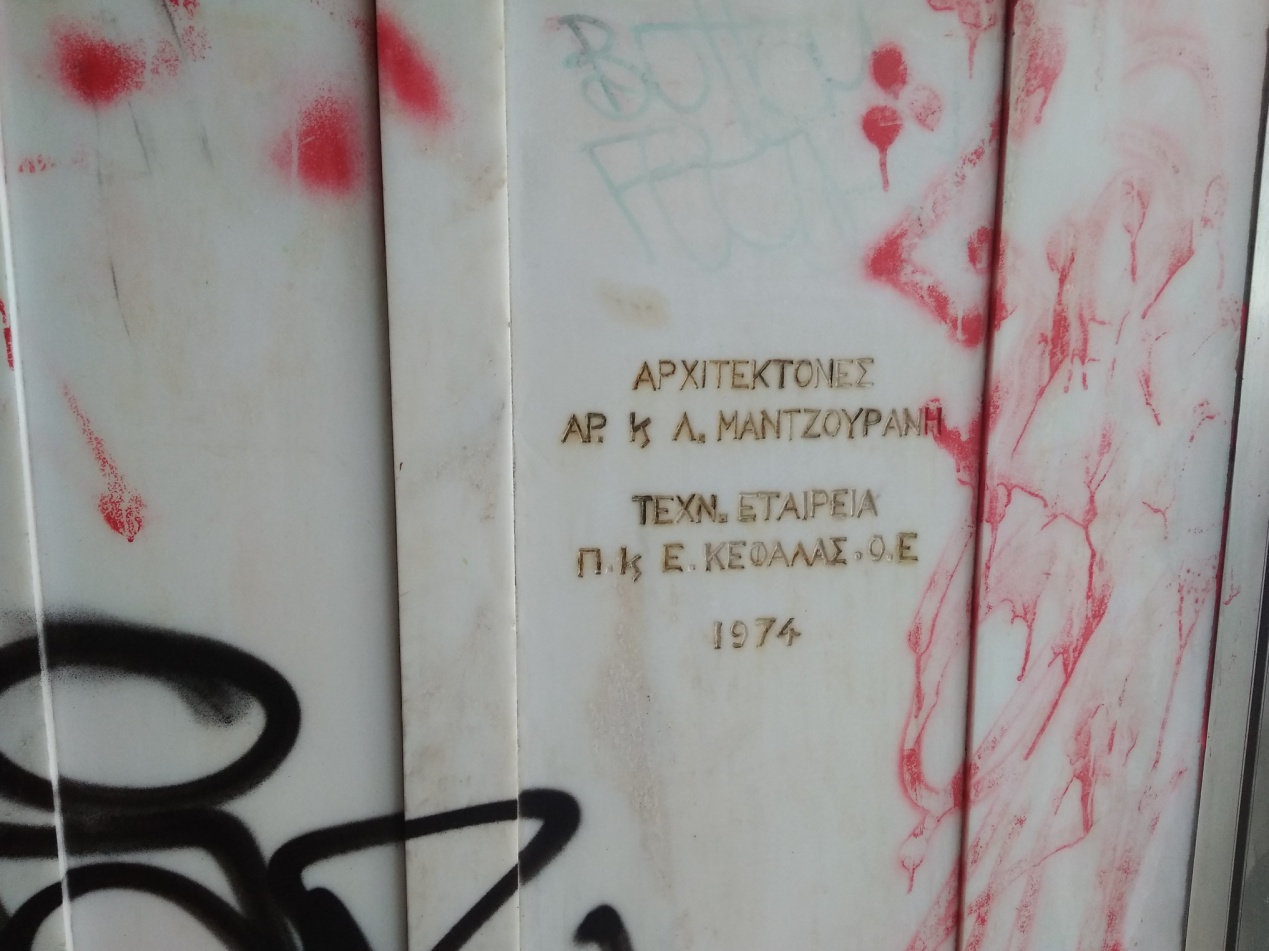 ΑΡΧΙΤΕΚΤΟΝΕΣ
ΑΡ. ϗ Λ. ΜΑΝΤΖΟΥΡΑΝΗ
ΤΕΧΝ. ΕΤΑΙΡΕΙΑ
Π. ϗ Ε. ΚΕΦΑΛΑΣ. Ο. Ε
1974